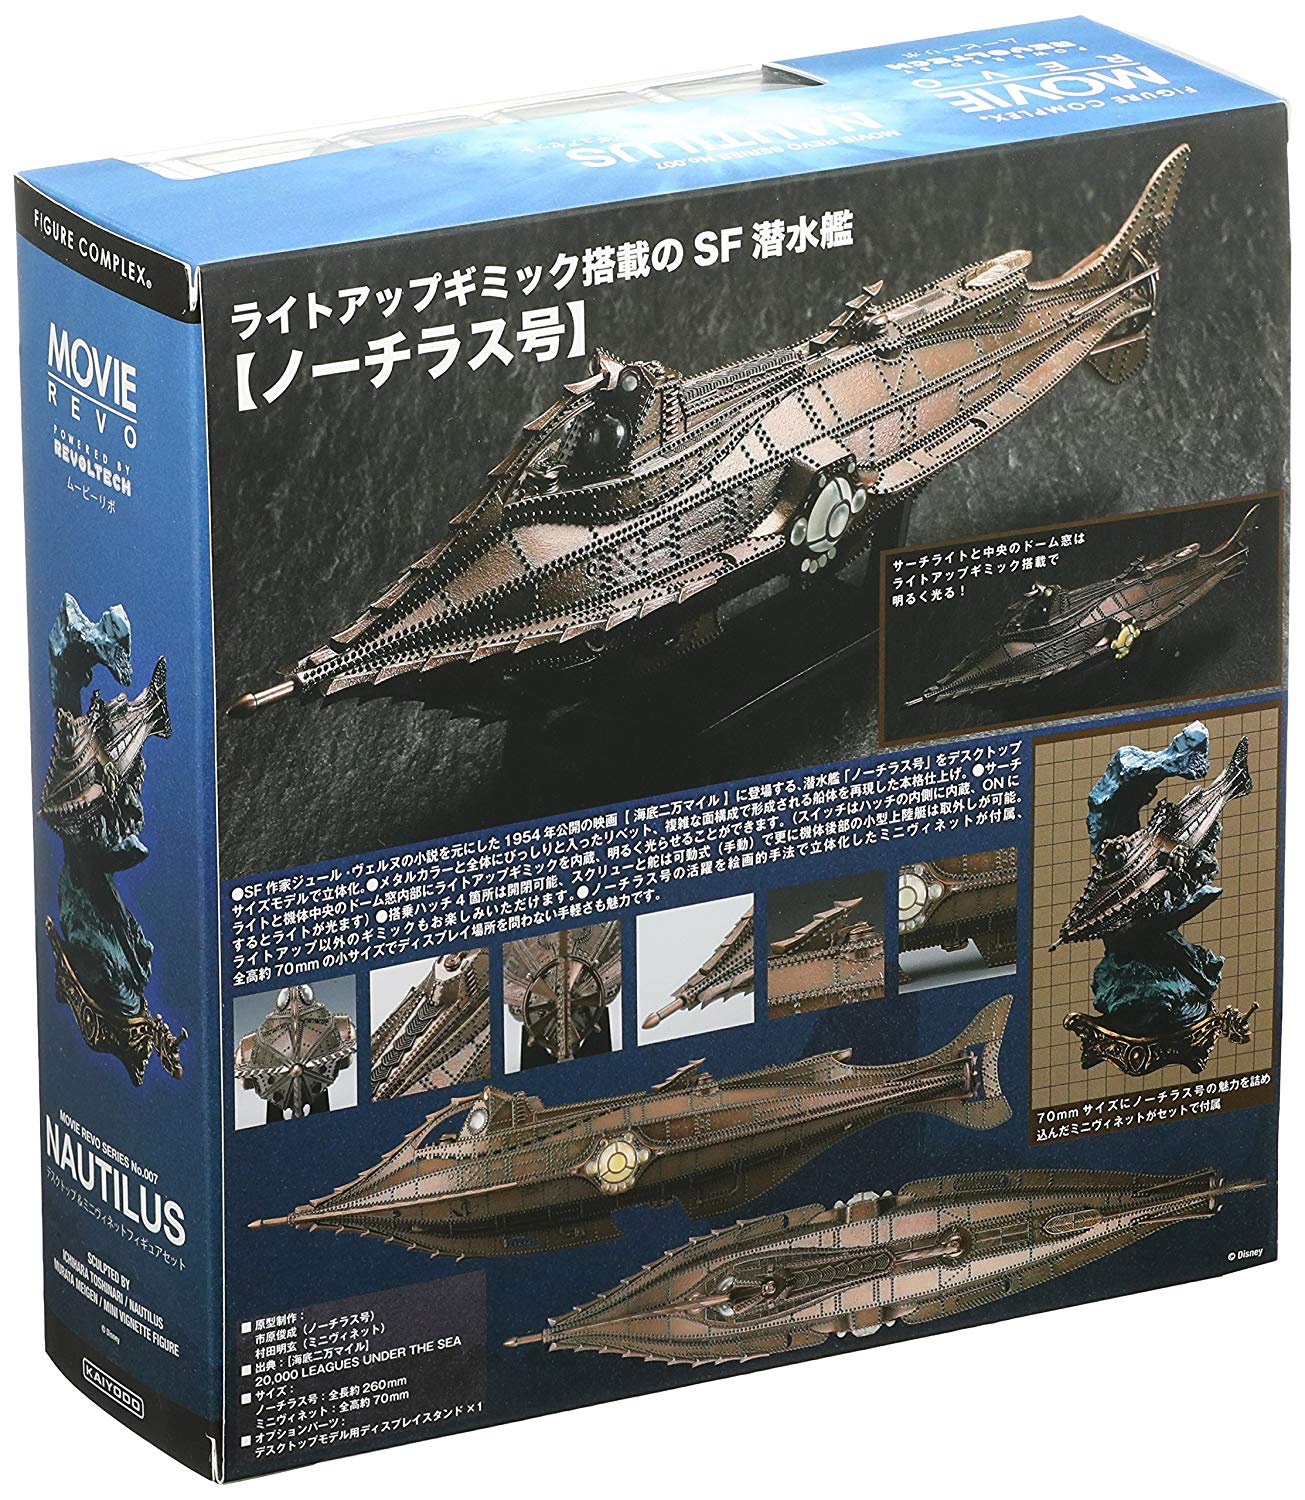 FIGURE COMPLEX®
MOVIE
REVO
POWERED BY
REVOLTECH
ムービーリボ
MOVIE REVO SERIES No.007
NAUTILUS
FIGURE COMPLEX®
MOVIE
REVO
POWERED BY
REVOLTECH
ムービーリボ
MOVIE REVO SERIES No.007
NAUTILUS
デスクトップ&ミニヴィネットフィギュアセット
SCULPTED BY
ICHIHARA TOSHINARI / NAUTILUS
MURATA MEIGEN / MINI VIGNETTE FIGURE
© Disney
KAIYODO
ライトアップギミック搭載の SF 潜水艦
【ノーチラス号】
サーチライトと中央のドーム窓は
ライトアップギミック搭載で
明るく光る!
●SF 作家ジュール・ヴェルヌの小説を元にした 1954 年公開の映画【 海底二万マイル 】に登場する、潜水艦「ノーチラス号」をデスクトップ
サイズモデルで立体化。●メタルカラーと全体にびっしりと入ったリベット、複雑な面構成で形成される船体を再現した本格仕上げ。●サーチ
ライトと機体中央のドーム窓内部にライトアップギミックを内蔵、明るく光らせることができます。(スイッチはハッチの内側に内蔵、ONに
するとライトが光ます)●搭乗ハッチ 4 箇所は開閉可能、スクリューと舵は可動式(手動)で更に機体後部の小型上陸艇は取外しが可能。
ライトアップ以外のギミックもお楽しみいただけます。●ノーチラス号の活躍を絵画的手法で立体化したミニヴィネットが付属、
全高約 70mm の小サイズでディスプレイ場所を問わない手軽さも魅力です。
70mm サイズにノーチラス号の魅力を詰め
込んだミニヴィネットがセットで付属
© Disney
■ 原型制作:
市原俊成(ノーチラス号)
村田明玄(ミニヴィネット)
■ 出典:[海底二万マイル]
20,000 LEAGUES UNDER THE SEA
■ サイズ:
ノーチラス号:全長約 260mm
ミニヴィネット:全高約 70mm
■ オプションパーツ:
デスクトップモデル用ディスプレイスタンド×1